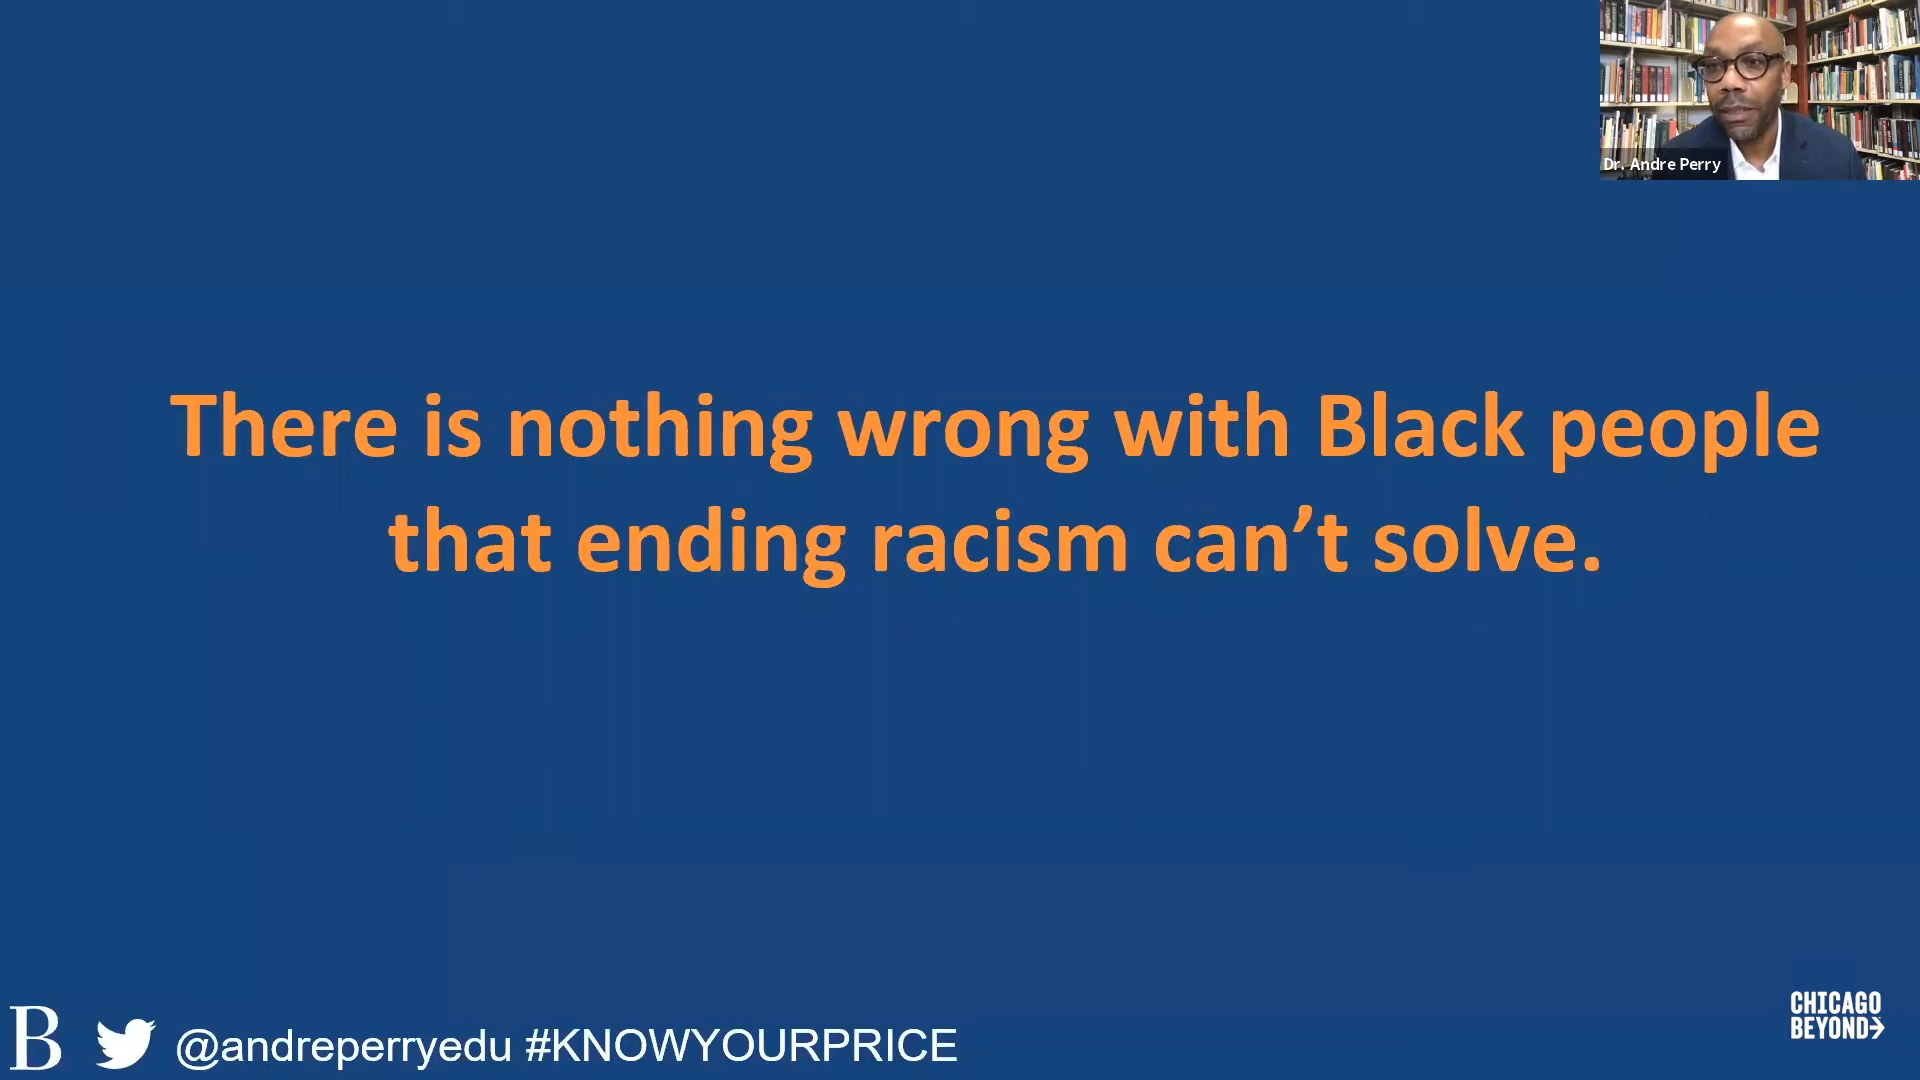 Dr. Andre Perry
There is nothing wrong with Black people
that ending racism can’t solve.
B
@andreperryedu #KNOWYOURPRICE
CHICAGO
BEYOND→